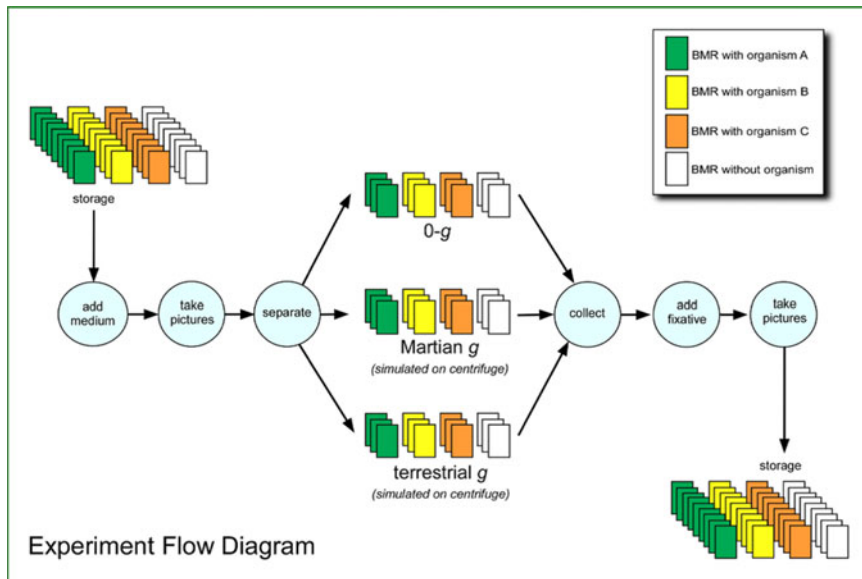 BMR with organism A
BMR with organism B
BMR with organism C
BMR without organism
storage
add
medium
take
pictures
separate
0-g
Martian g
(simulated on centrifuge)
terrestrial g
(simulated on centrifuge)
collect
add
fixative
take
pictures
storage
Experiment Flow Diagram